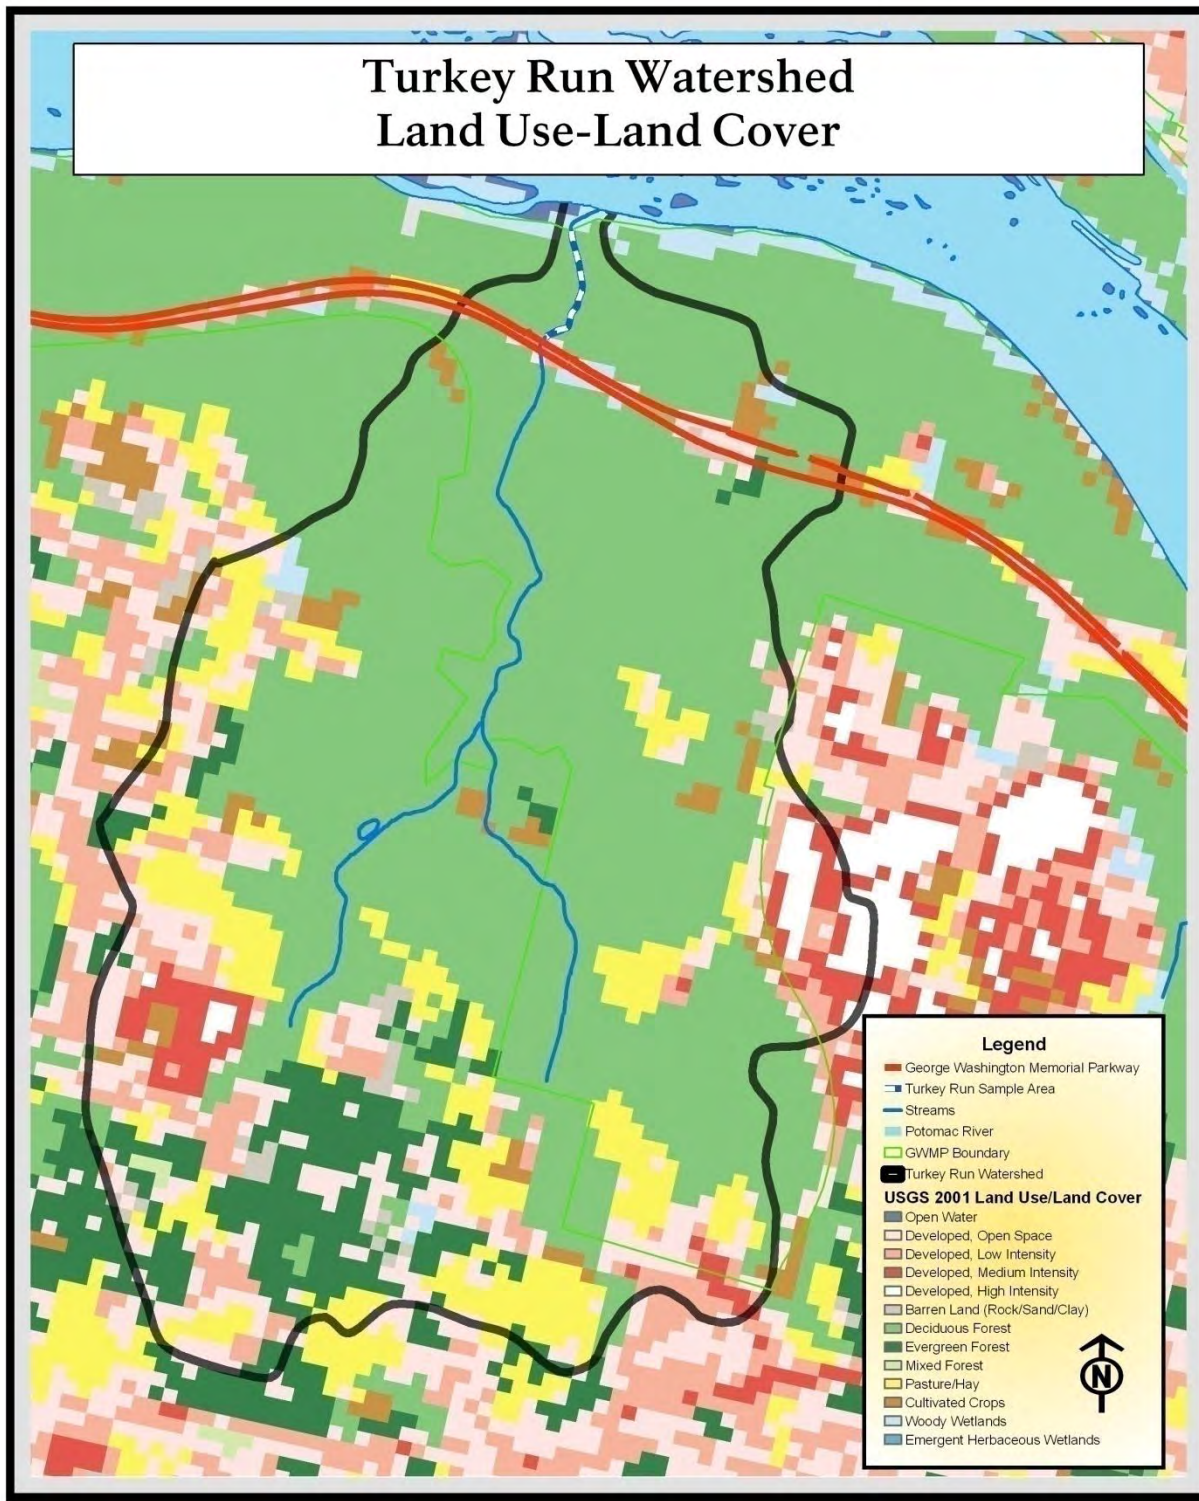 Turkey Run Watershed
Land Use-Land Cover
Legend
George Washington Memorial Parkway
Turkey Run Sample Area
Streams
Potomac River
GWMP Boundary
Turkey Run Watershed
USGS 2001 Land Use/Land Cover
Open Water
Developed, Open Space
Developed, Low Intensity
Developed, Medium Intensity
Developed, High Intensity
Barren Land (Rock/Sand/Clay)
Deciduous Forest
Evergreen Forest
Mixed Forest
Pasture/Hay
Cultivated Crops
Woody Wetlands
Emergent Herbaceous Wetlands
N